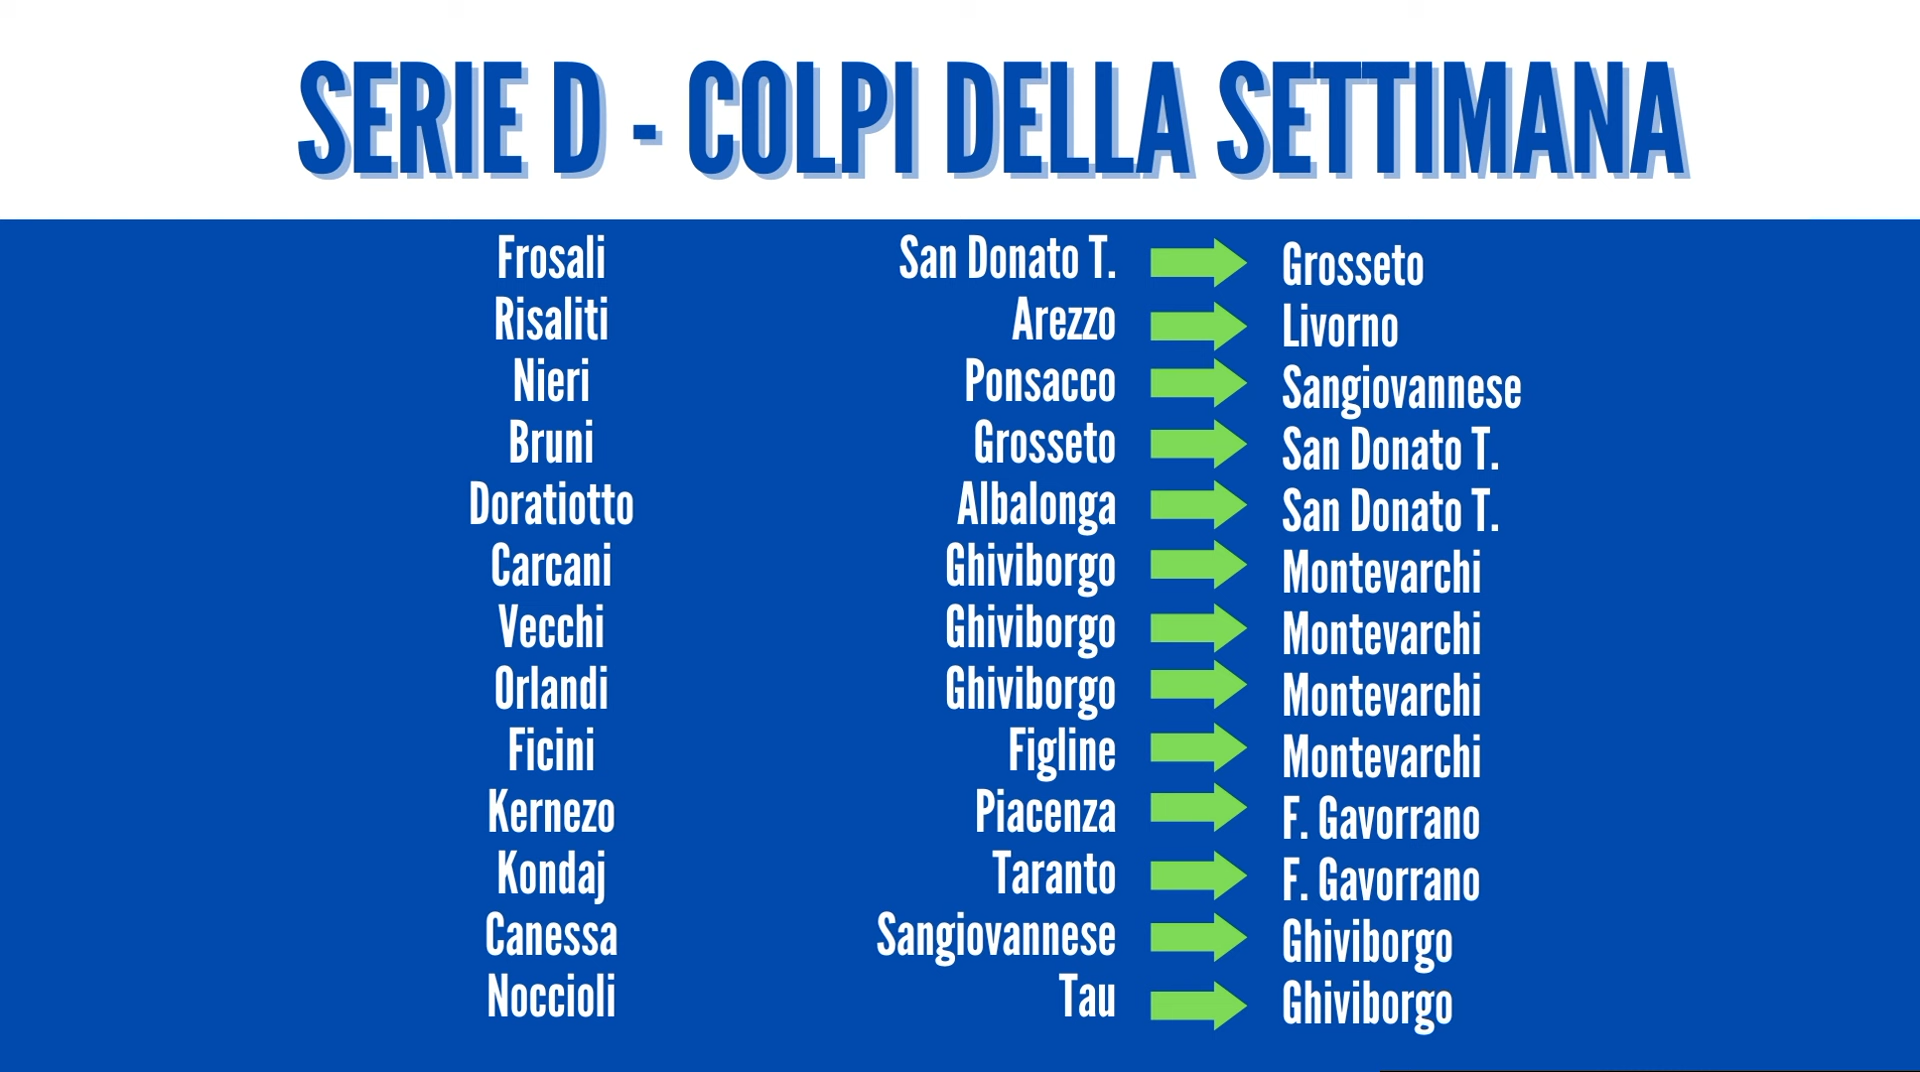 SERIE D - COLPI DELLA SETTIMANA
Frosali San Donato T. Grosseto
Risaliti Arezzo Livorno
Nieri Ponsacco Sangiovannese
Bruni Grosseto San Donato T.
Doratiotto Albalonga San Donato T.
Carcani Ghiviborgo Montevarchi
Vecchi Ghiviborgo Montevarchi
Orlandi Ghiviborgo Montevarchi
Ficini Figline Montevarchi
Kernezo Piacenza F. Gavorrano
Kondaj Taranto F. Gavorrano
Canessa Sangiovannese Ghiviborgo
Noccioli Tau Ghiviborgo